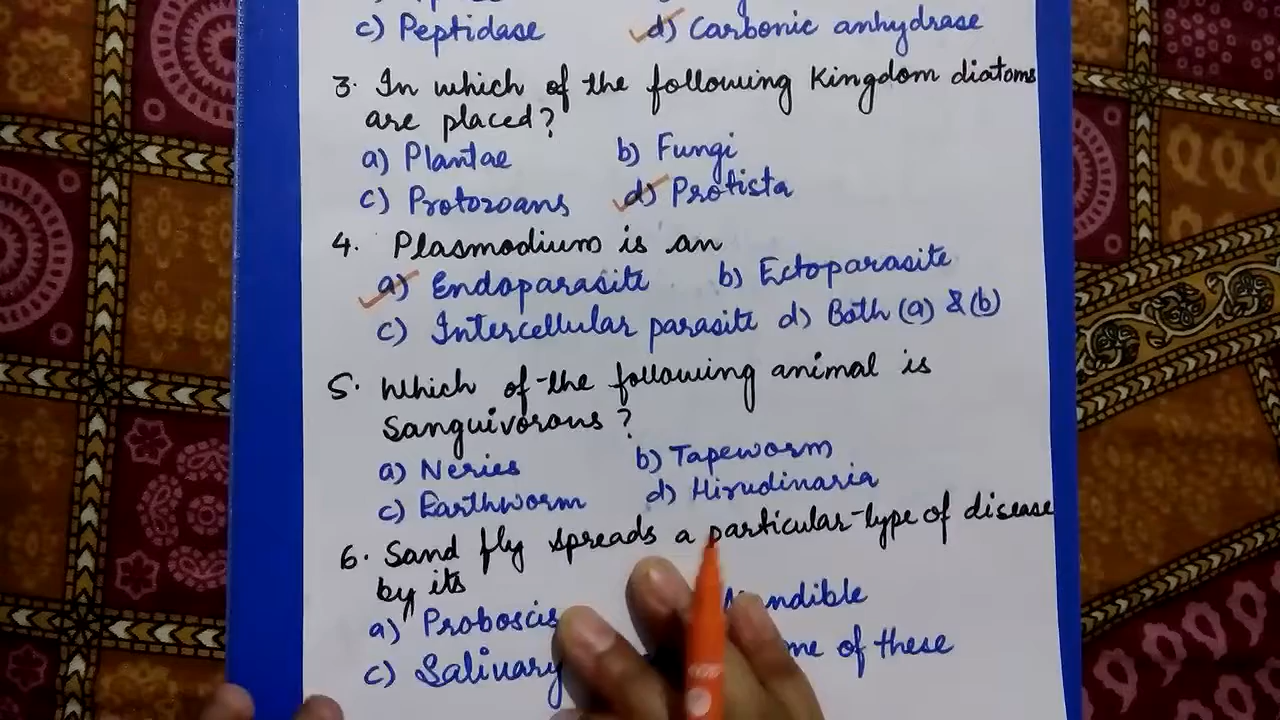 c) Peptidase d) Carbonic anhydrase
3. In which of the following Kingdom diatoms
are placed?
a) Plantae b) Fungi
c) Protozoans d) Protista
4. Plasmodium is an
a) Endoparasite b) Ectoparasite
c) Intercellular parasite d) Both (a) & (b)
5. Which of the following animal is
Sanguivorous?
a) Neries b) Tapeworm
c) Earthworm d) Hirudinaria
6. Sand fly spreads a particular type of disease
by its
a) Proboscis
c) Salivary of these